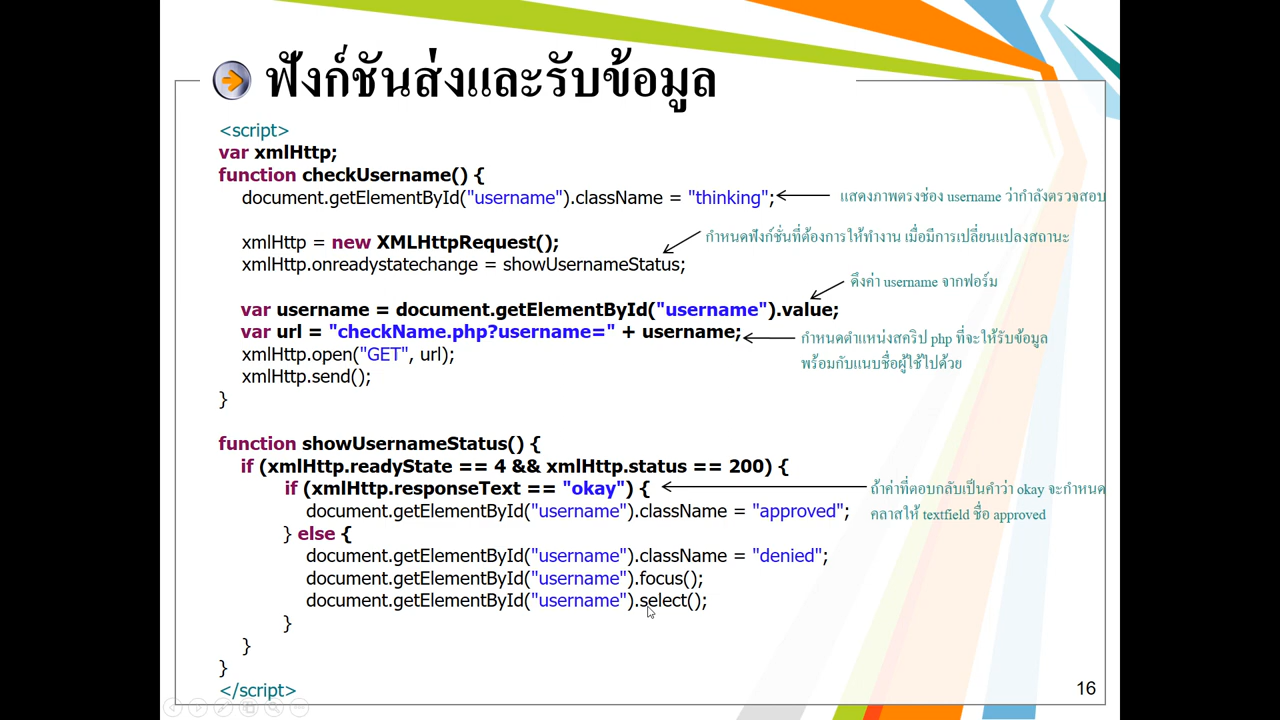 ฟังก์ชันส่งและรับข้อมูล
<script>
var xmlHttp;
function checkUsername() {
document.getElementById("username").className = "thinking";
แสดงภาพตรงช่อง username ว่ากำลังตรวจสอบ
xmlHttp = new XMLHttpRequest();
กำหนดฟังก์ชั่นที่ต้องการให้ทำงาน เมื่อมีการเปลี่ยนแปลงสถานะ
xmlHttp.onreadystatechange = showUsernameStatus;
ดึงค่า username จากฟอร์ม
var username = document.getElementById("username").value;
var url = "checkName.php?username=" + username;
กำหนดตำแหน่งสคริป php ที่จะให้รับข้อมูล
xmlHttp.open("GET", url);
พร้อมกับแนบชื่อผู้ใช้ไปด้วย
xmlHttp.send();
}
function showUsernameStatus() {
if (xmlHttp.readyState == 4 && xmlHttp.status == 200) {
if (xmlHttp.responseText == "okay") {
ถ้าค่าที่ตอบกลับเป็นคำว่า okay จะกำหนด
document.getElementById("username").className = "approved";
คลาสให้ textfield ชื่อ approved
} else {
document.getElementById("username").className = "denied";
document.getElementById("username").focus();
document.getElementById("username").select();
}
}
}
</script>
16